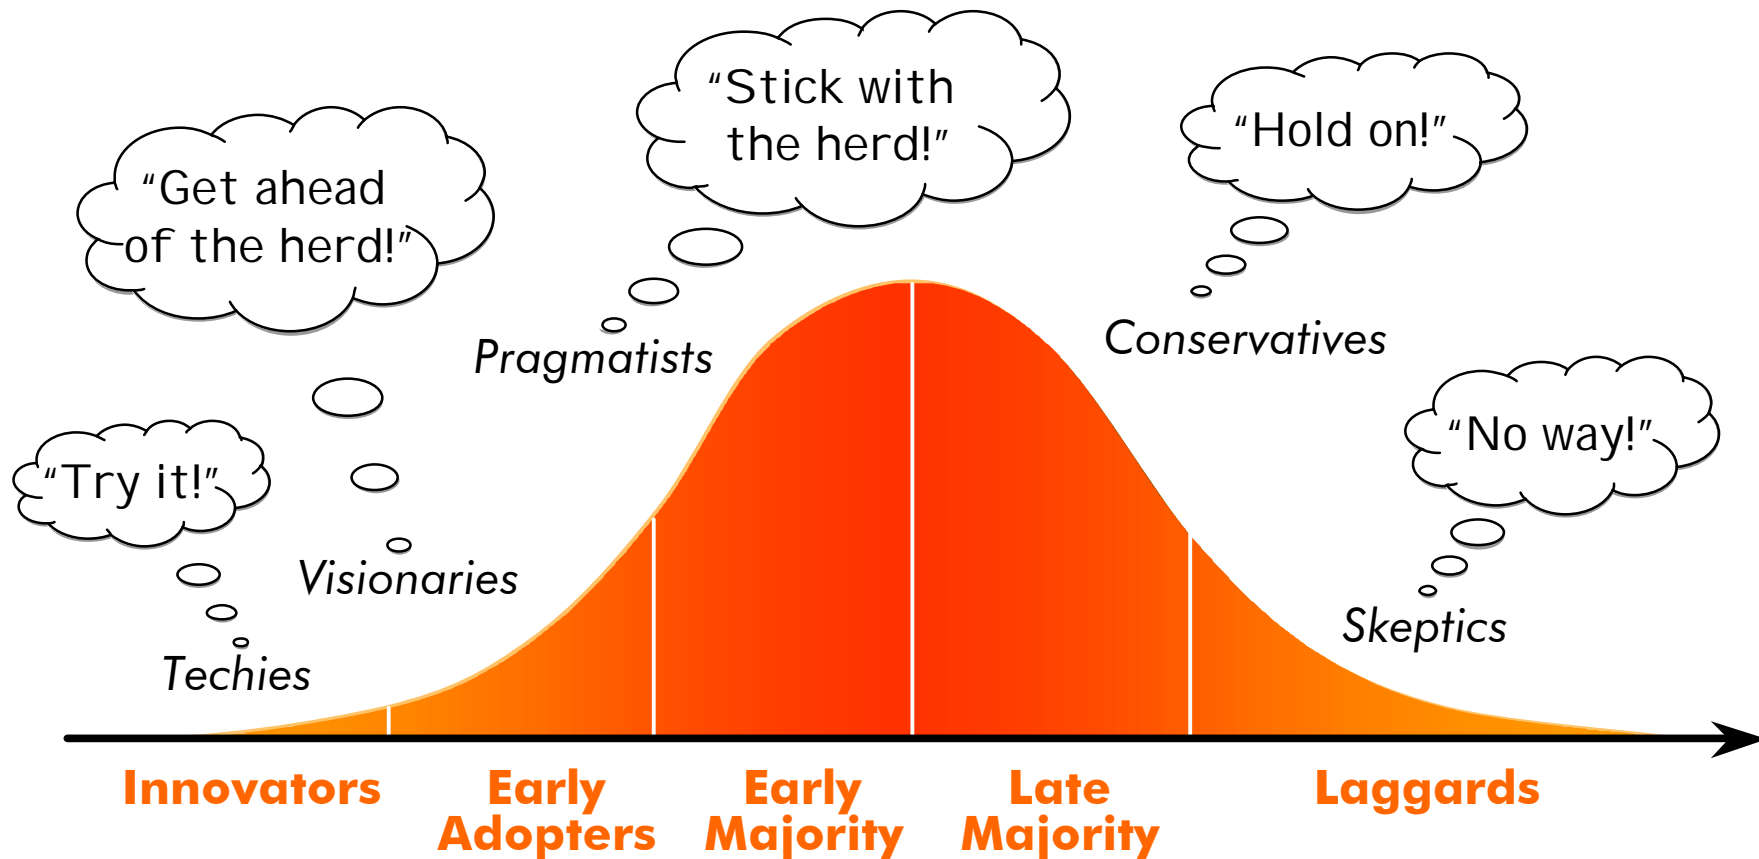 “Try it!”
Techies
“Get ahead
of the herd!”
Visionaries
“Stick with
the herd!”
Pragmatists
“Hold on!”
Conservatives
“No way!”
Skeptics
Innovators
Early
Adopters
Early
Majority
Late
Majority
Laggards